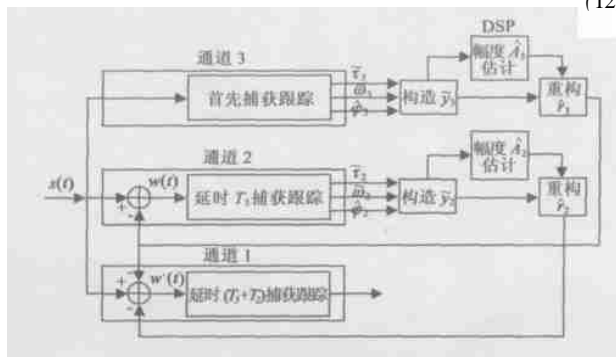 (12
DSP
通道 3
幅度 Â₃
估计
首先捕获跟踪
τ̃₃
ω̃₃
φ̂₃
构造 ỹ₃
重构
r̂₃
通道 2
幅度 Â₂
估计
s(t)
w(t)
+
-
延时 T₃ 捕获跟踪
τ̃₂
ω̃₂
φ̂₂
构造 ỹ₂
重构
r̂₂
通道 1
w'(t)
+
-
-
延时 (T₃+T₂) 捕获跟踪